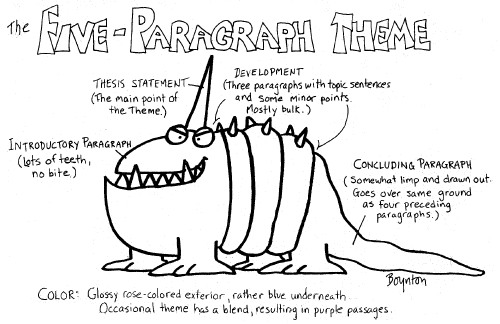 The FIVE-PARAGRAPH THEME
THESIS STATEMENT
(The main point of
the Theme.)
DEVELOPMENT
(Three paragraphs with topic sentences
and some minor points.
Mostly bulk.)
INTRODUCTORY PARAGRAPH
(lots of teeth,
no bite.)
CONCLUDING PARAGRAPH
(Somewhat limp and drawn out.
Goes over same ground
as four preceding
paragraphs.)
Boynton
COLOR: Glossy rose-colored exterior, rather blue underneath.
Occasional theme has a blend, resulting in purple passages.